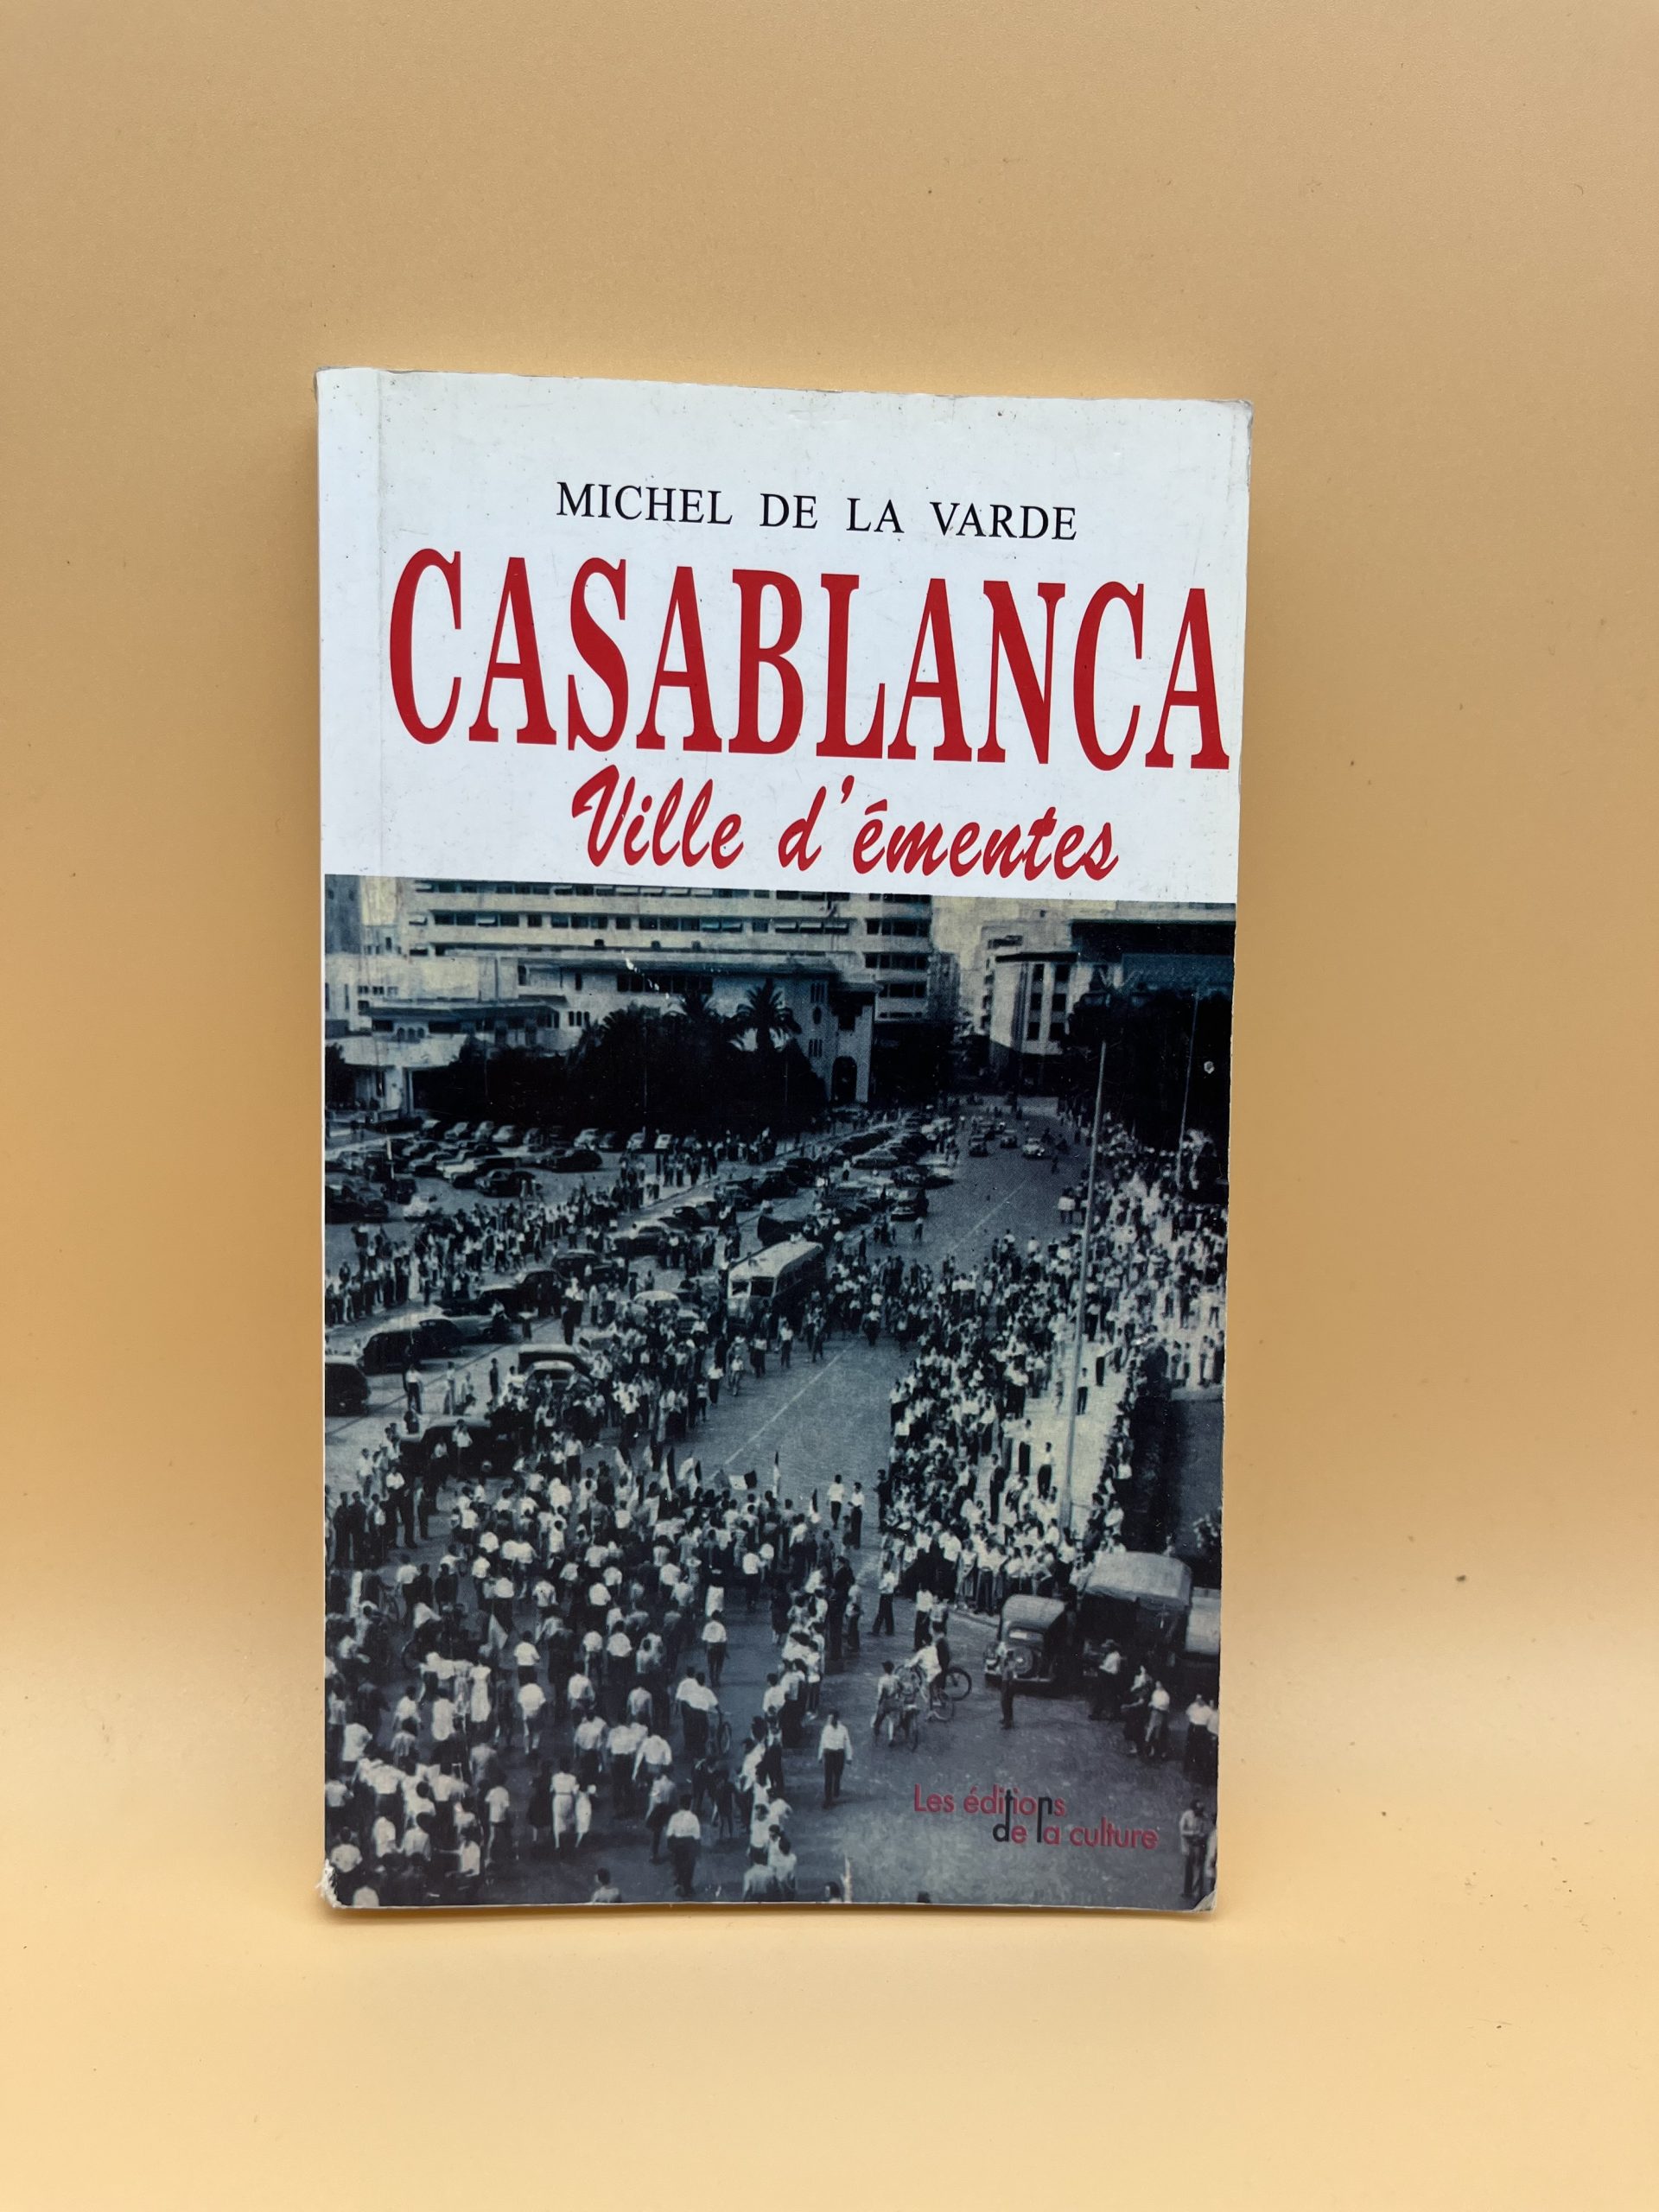 MICHEL DE LA VARDE
CASABLANCA
Ville d'émentes
Les éditions
de la culture